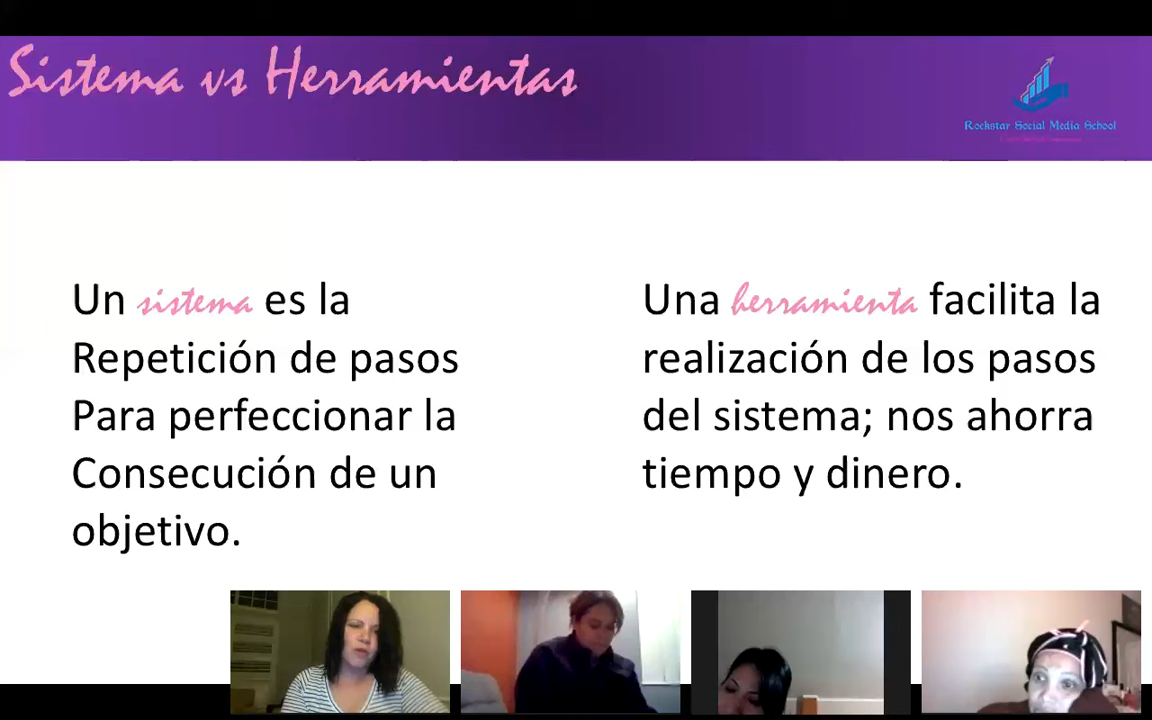 Sistema vs Herramientas
Rockstar Social Media School
Un sistema es la
Repetición de pasos
Para perfeccionar la
Consecución de un
objetivo.
Una herramienta facilita la
realización de los pasos
del sistema; nos ahorra
tiempo y dinero.